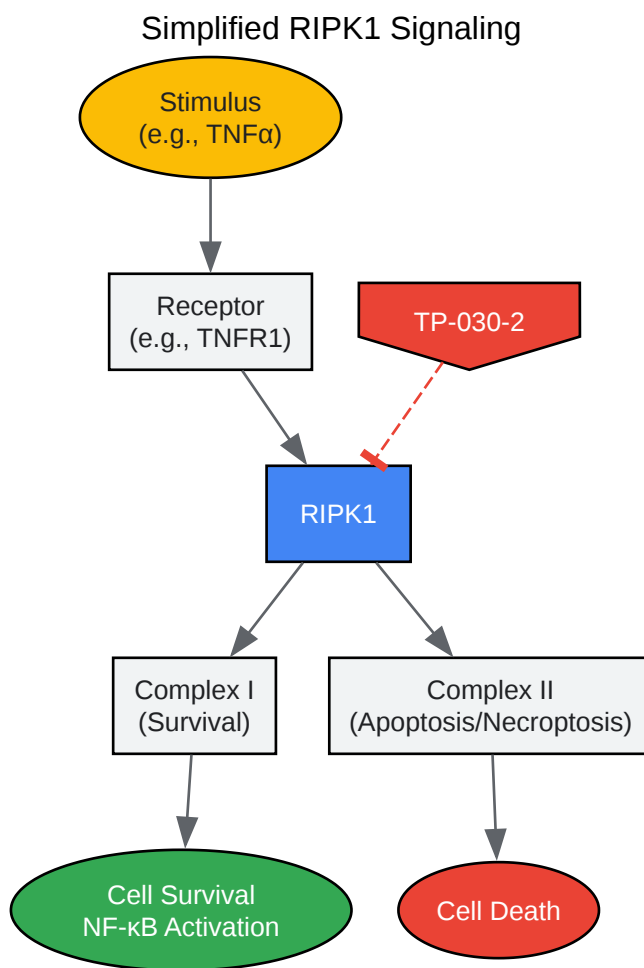 Simplified RIPK1 Signaling
Stimulus
(e.g., TNFα)
Receptor
(e.g., TNFR1)
TP-030-2
RIPK1
Complex I
(Survival)
Complex II
(Apoptosis/Necroptosis)
Cell Survival
NF-κB Activation
Cell Death